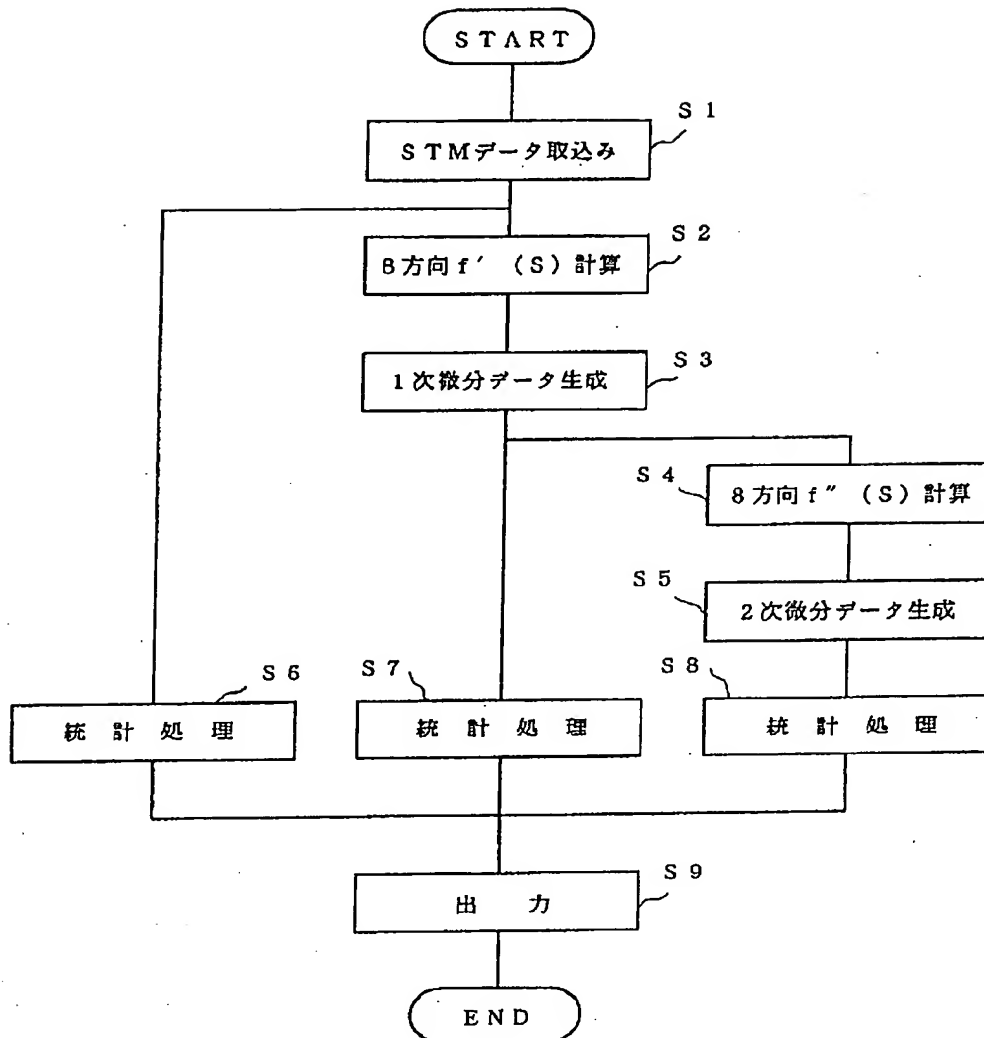 START
S1
STMデータ取込み
S2
8方向f′(S)計算
S3
1次微分データ生成
S4
8方向f″(S)計算
S5
2次微分データ生成
S6
統計処理
S7
統計処理
S8
統計処理
S9
出力
END